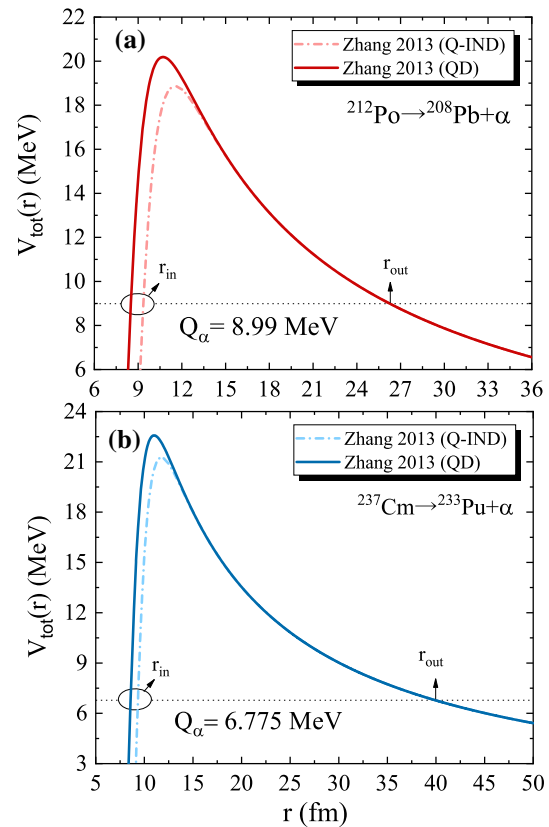 (a)
Zhang 2013 (Q-IND)
Zhang 2013 (QD)
²¹²Po→²⁰⁸Pb+α
V_tot(r) (MeV)
22
20
18
16
14
12
10
8
6
r_in
r_out
Q_α= 8.99 MeV
6 9 12 15 18 21 24 27 30 33 36
(b)
Zhang 2013 (Q-IND)
Zhang 2013 (QD)
²³⁷Cm→²³³Pu+α
V_tot(r) (MeV)
24
21
18
15
12
9
6
3
r_in
r_out
Q_α= 6.775 MeV
5 10 15 20 25 30 35 40 45 50
r (fm)